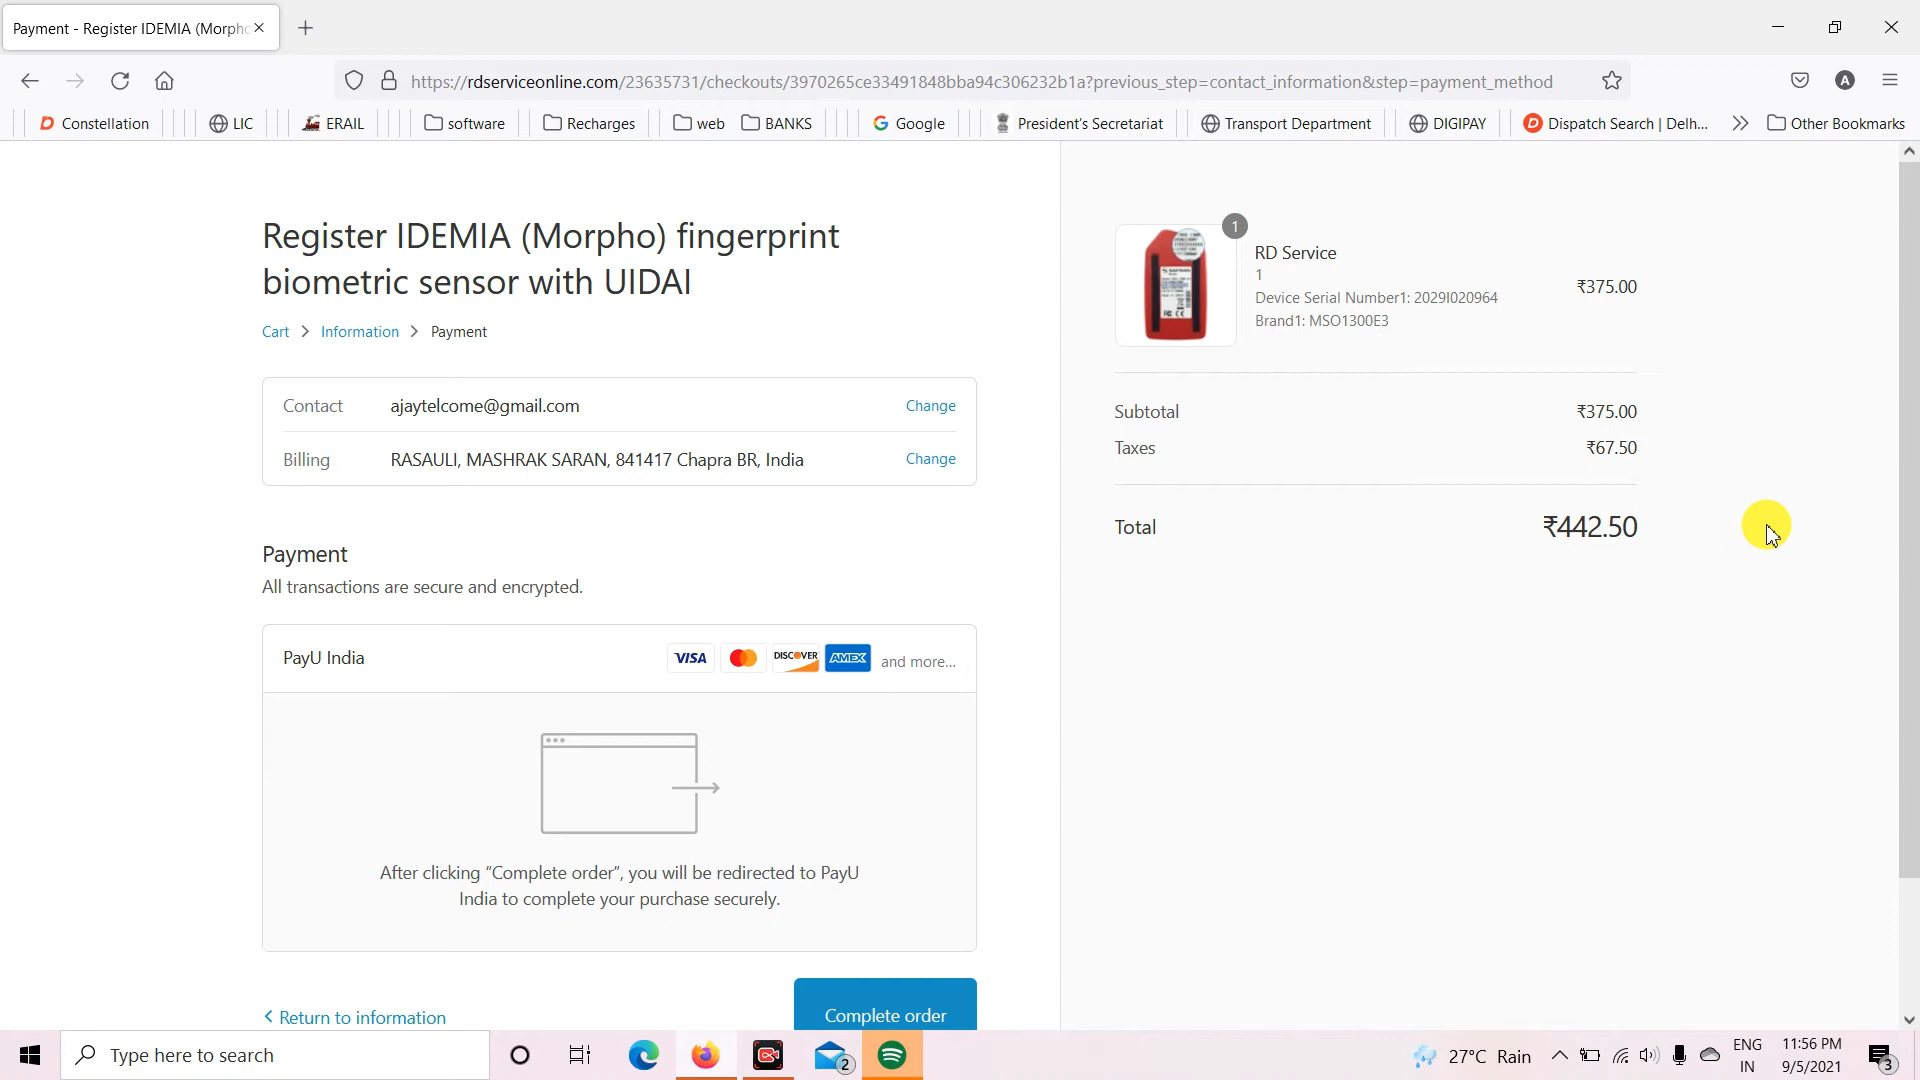 Payment - Register IDEMIA (Morph
https://rdserviceonline.com/23635731/checkouts/3970265ce33491848bba94c306232b1a?previous_step=contact_information&step=payment_method
A
Constellation
LIC
ERAIL
software
Recharges
web
BANKS
Google
President's Secretariat
Transport Department
DIGIPAY
Dispatch Search | Delh...
Other Bookmarks
Register IDEMIA (Morpho) fingerprint
biometric sensor with UIDAI
Cart > Information > Payment
Contact ajaytelcome@gmail.com Change
Billing RASAULI, MASHRAK SARAN, 841417 Chapra BR, India Change
Payment
All transactions are secure and encrypted.
PayU India VISA DISCOVER AMEX and more...
After clicking "Complete order", you will be redirected to PayU
India to complete your purchase securely.
Return to information
Complete order
1
RD Service
1
Device Serial Number1: 2029I020964
Brand1: MSO1300E3
₹375.00
Subtotal ₹375.00
Taxes ₹67.50
Total ₹442.50
Type here to search
2
27°C Rain
ENG
IN
11:56 PM
9/5/2021
3